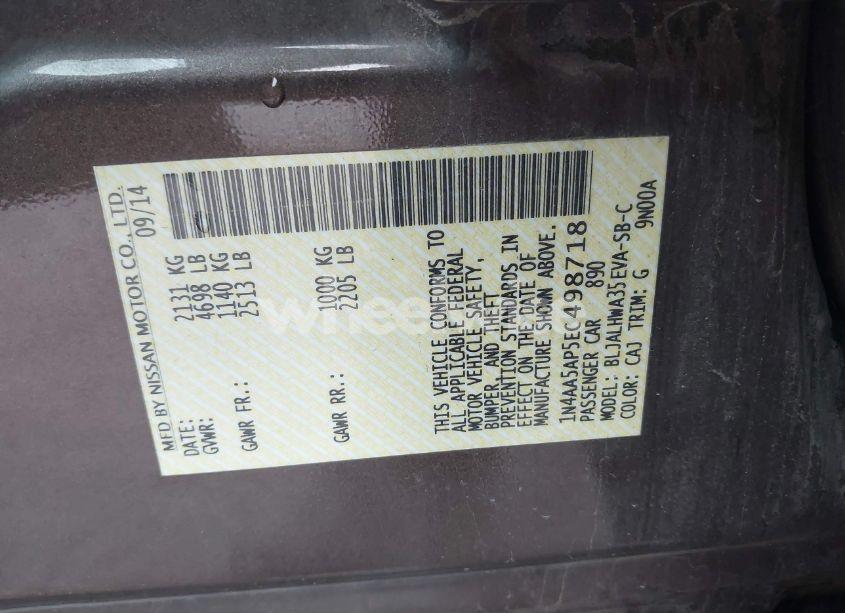 MFD BY NISSAN MOTOR CO., LTD.
DATE: 09/14
GVWR: 2131 KG
4698 LB
GAWR FR.: 1140 KG
2513 LB
GAWR RR.: 1000 KG
2205 LB
THIS VEHICLE CONFORMS TO
ALL APPLICABLE FEDERAL
MOTOR VEHICLE SAFETY,
BUMPER, AND THEFT
PREVENTION STANDARDS IN
EFFECT ON THE DATE OF
MANUFACTURE SHOWN ABOVE.
1N4AA5AP5EC498718
PASSENGER CAR 890
MODEL: BLJALHWA35EVA-SB-C
COLOR: CAJ TRIM: G 9N00A